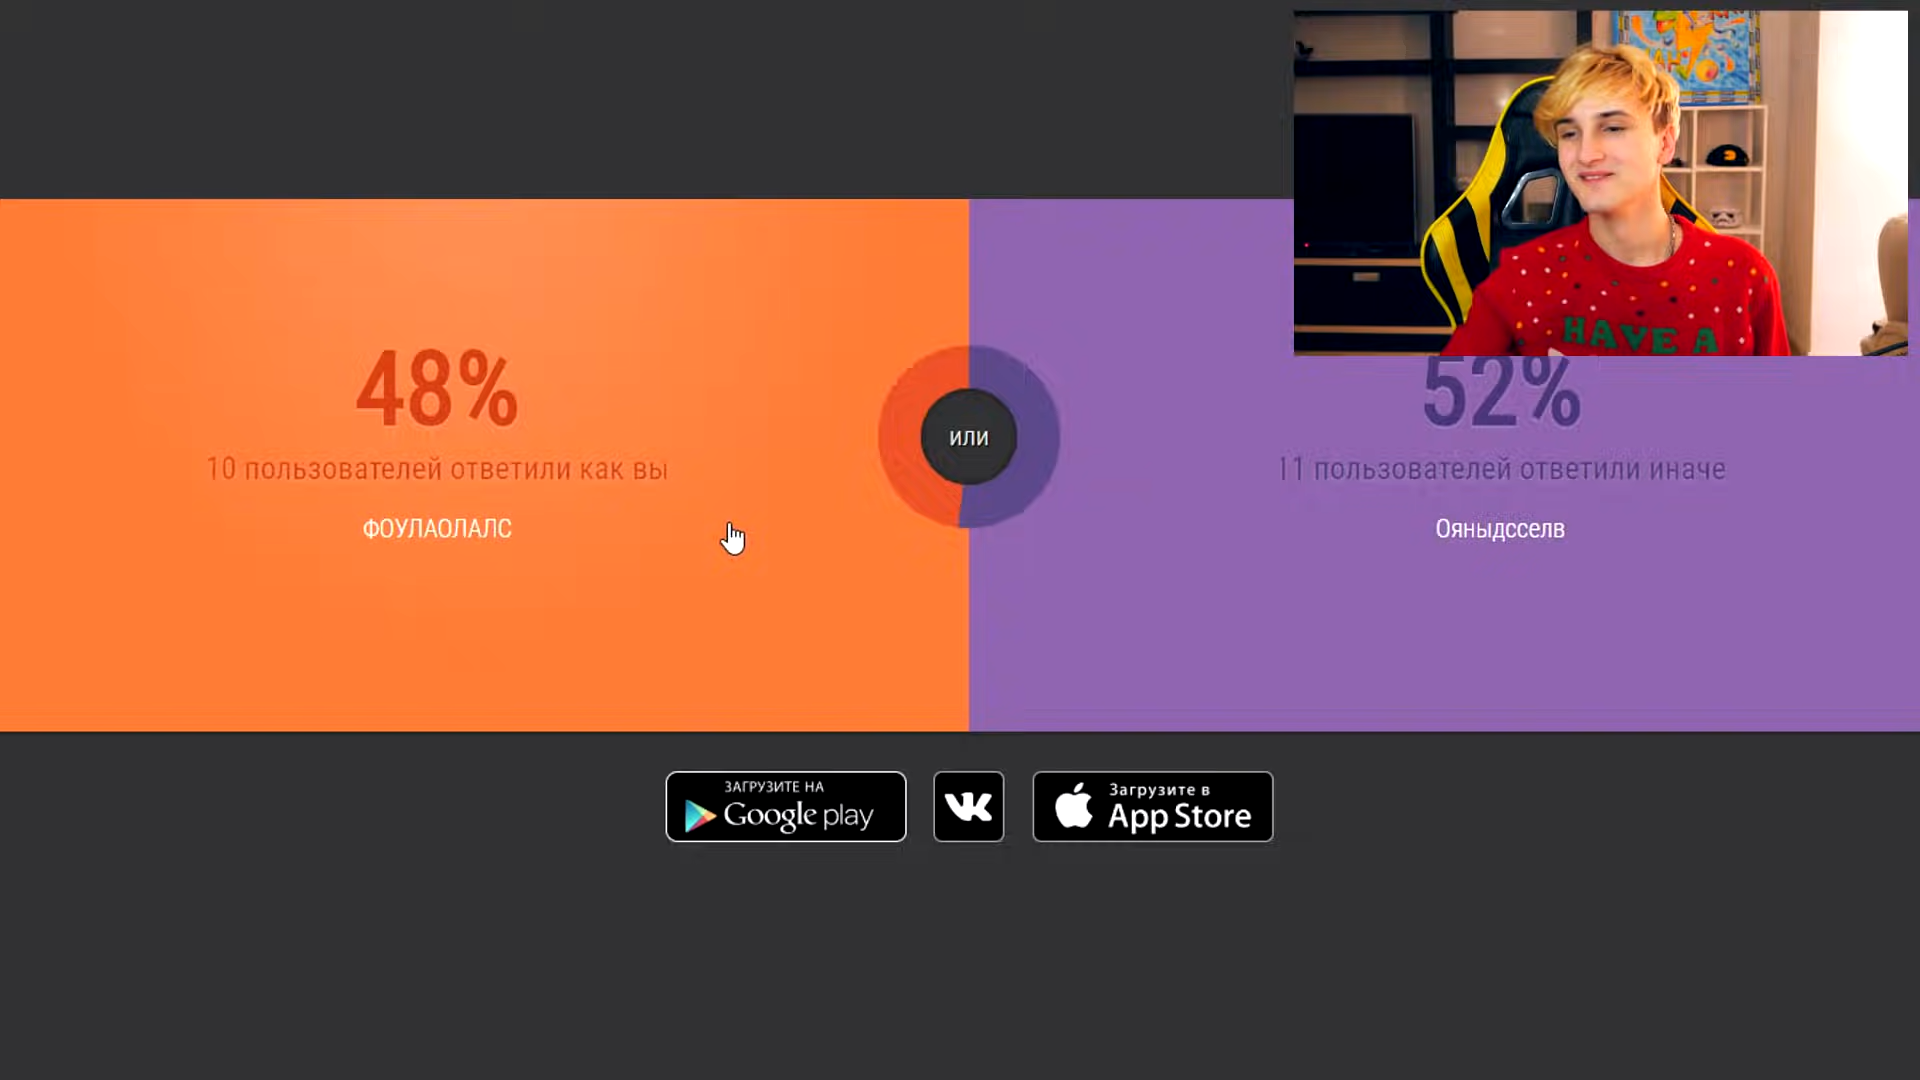 HAVE A
48%
10 пользователей ответили как вы
ФОУЛАОЛАЛС
или
52%
11 пользователей ответили иначе
Ояныдсселв
ЗАГРУЗИТЕ НА
Google play
Загрузите в
App Store